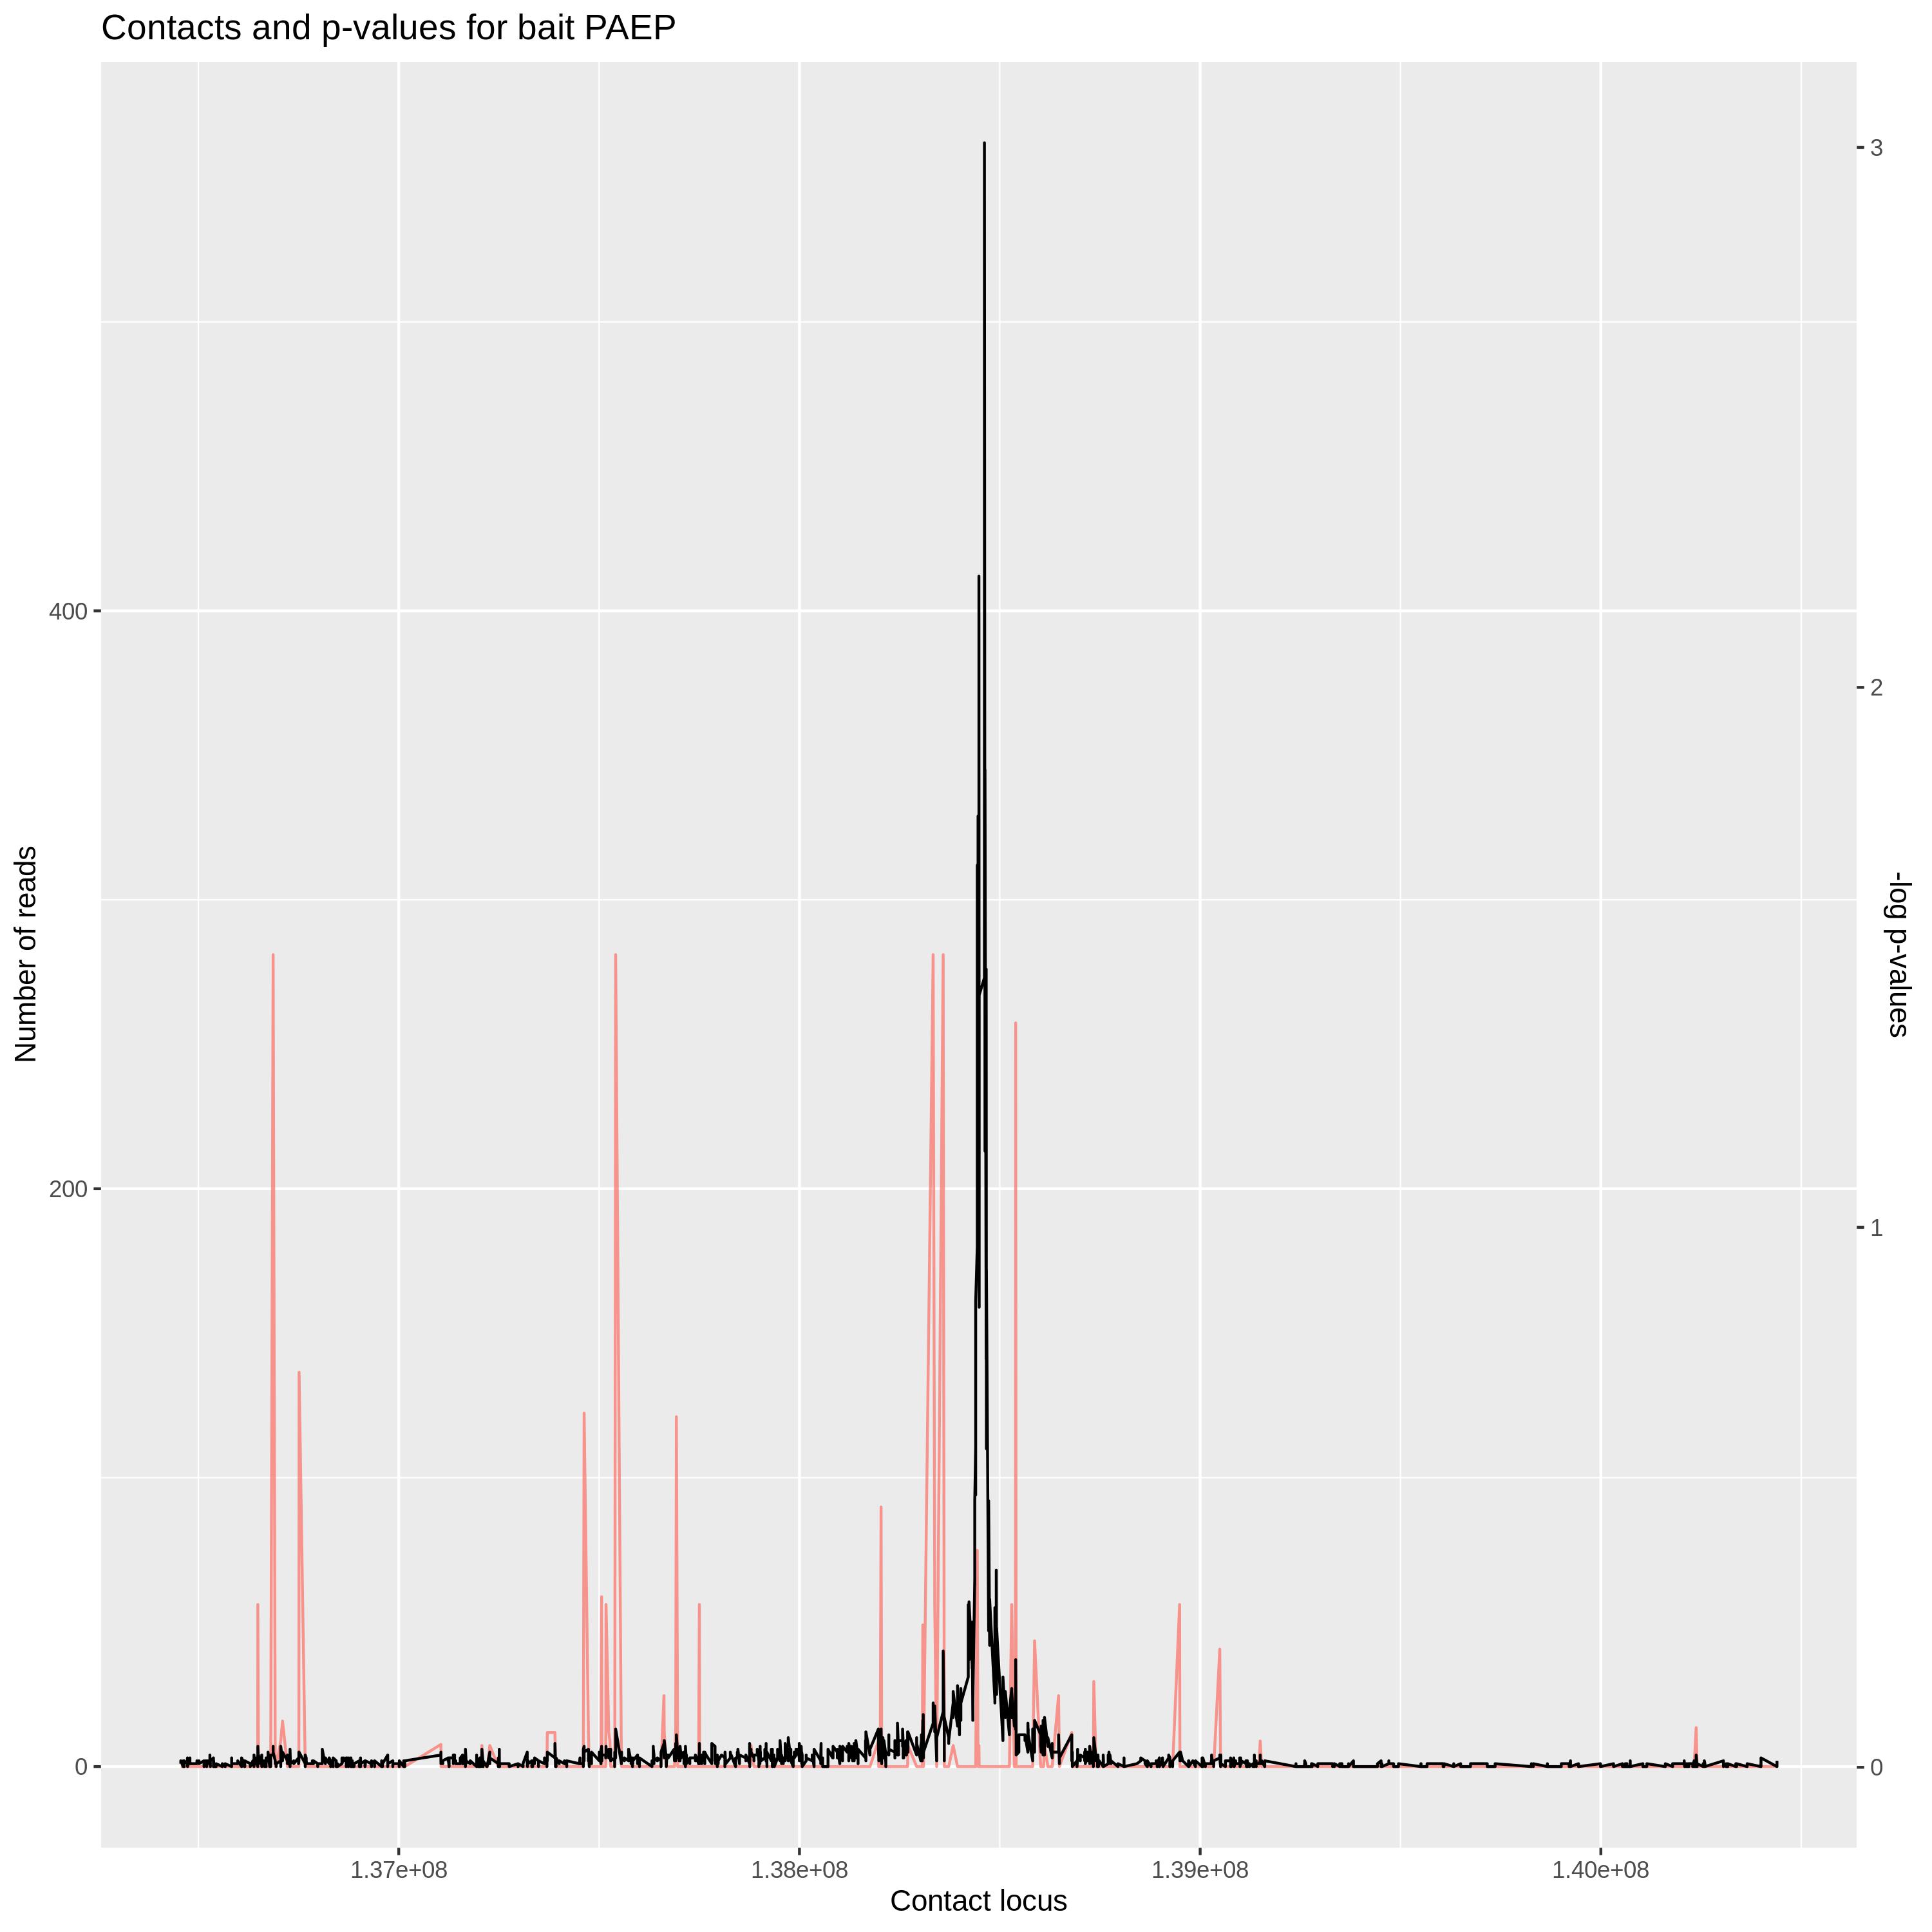 Contacts and p-values for bait PAEP
Number of reads
400
200
0
3
2
1
0
-log p-values
1.37e+08
1.38e+08
1.39e+08
1.40e+08
Contact locus